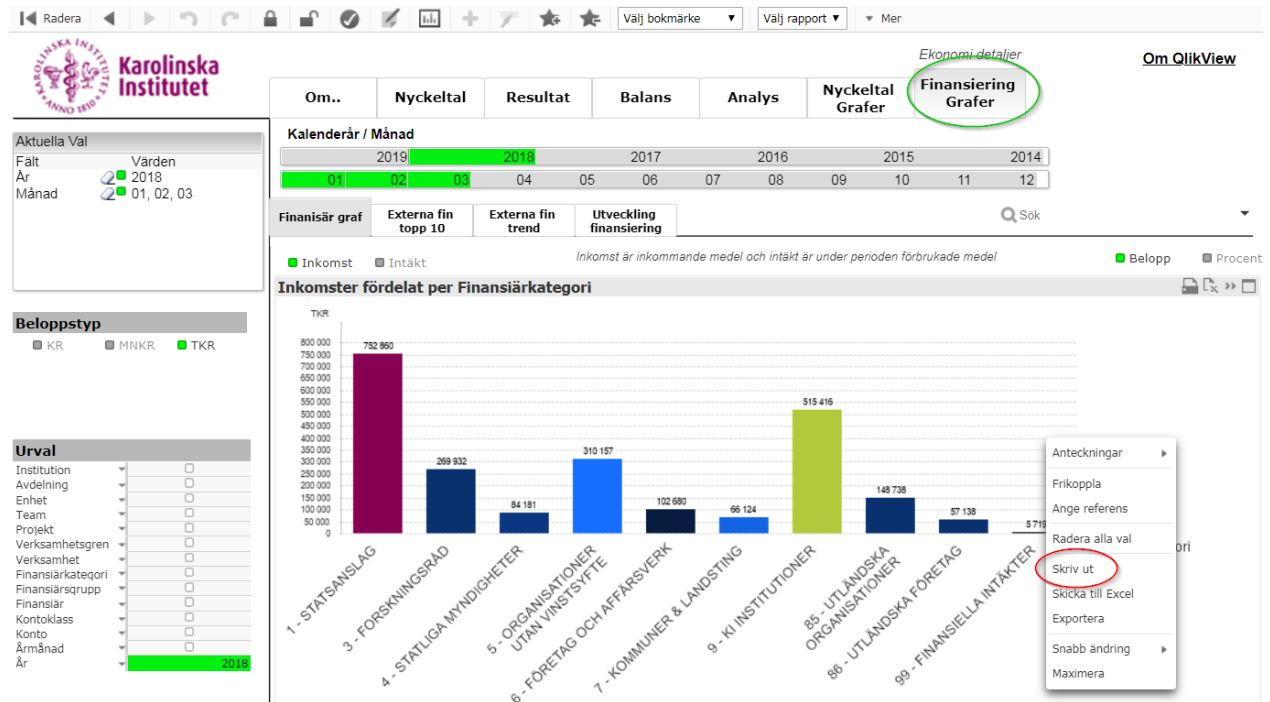 Radera
Välj bokmärke
Välj rapport
Mer
KAROLINSKA INSTITUTET
ANNO 1810
Karolinska
Institutet
Ekonomi detaljer
Om QlikView
Om..
Nyckeltal
Resultat
Balans
Analys
Nyckeltal
Grafer
Finansiering
Grafer
Aktuella Val
Fält Värden
År 2018
Månad 01, 02, 03
Kalenderår / Månad
2019 2018 2017 2016 2015 2014
01 02 03 04 05 06 07 08 09 10 11 12
Finanisär graf
Externa fin
topp 10
Externa fin
trend
Utveckling
finansiering
Sök
Inkomst Intäkt
Inkomst är inkommande medel och intäkt är under perioden förbrukade medel
Belopp Procent
Inkomster fördelat per Finansiärkategori
Beloppstyp
KR MNKR TKR
Urval
Institution
Avdelning
Enhet
Team
Projekt
Verksamhetsgren
Verksamhet
Finansiärkategori
Finansiärsgrupp
Finansiär
Kontoklass
Konto
Årmånad
År 2018
TKR
800 000
750 000
700 000
650 000
600 000
550 000
500 000
450 000
400 000
350 000
300 000
250 000
200 000
150 000
100 000
50 000
0
752 860
269 932
84 181
310 157
102 680
66 124
515 416
148 738
57 138
5 719
1 - STATSANSLAG
3 - FORSKNINGSRÅD
4 - STATLIGA MYNDIGHETER
5 - ORGANISATIONER
UTAN VINSTSYFTE
6 - FÖRETAG OCH AFFÄRSVERK
7 - KOMMUNER & LANDSTING
9 - KI INSTITUTIONER
85 - UTLÄNDSKA
ORGANISATIONER
86 - UTLÄNDSKA FÖRETAG
99 - FINANSIELLA INTÄKTER
ori
Anteckningar
Frikoppla
Ange referens
Radera alla val
Skriv ut
Skicka till Excel
Exportera
Snabb ändring
Maximera